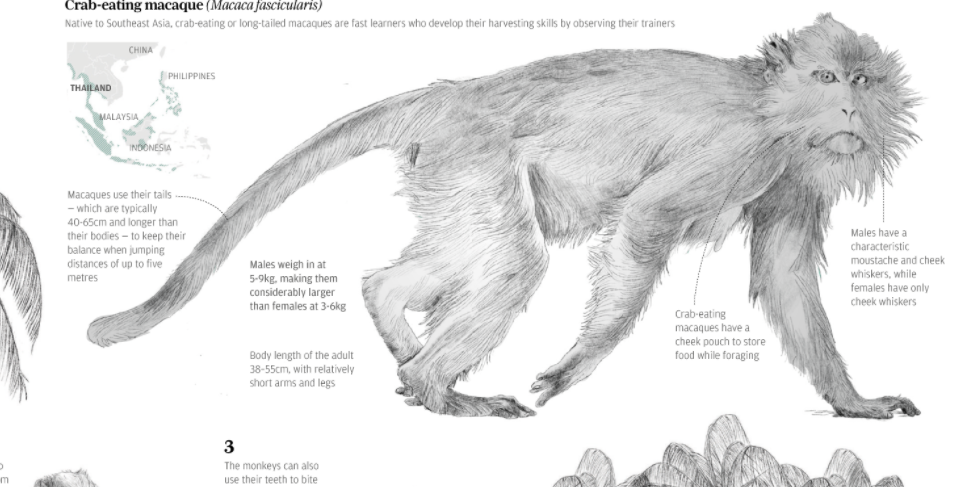 Crab-eating macaque (Macaca fascicularis)
Native to Southeast Asia, crab-eating or long-tailed macaques are fast learners who develop their harvesting skills by observing their trainers
CHINA
PHILIPPINES
THAILAND
MALAYSIA
INDONESIA
Macaques use their tails
– which are typically
40-65cm and longer than
their bodies – to keep their
balance when jumping
distances of up to five
metres
Males weigh in at
5-9kg, making them
considerably larger
than females at 3-6kg
Body length of the adult
38-55cm, with relatively
short arms and legs
Crab-eating
macaques have a
cheek pouch to store
food while foraging
Males have a
characteristic
moustache and cheek
whiskers, while
females have only
cheek whiskers
3
The monkeys can also
use their teeth to bite